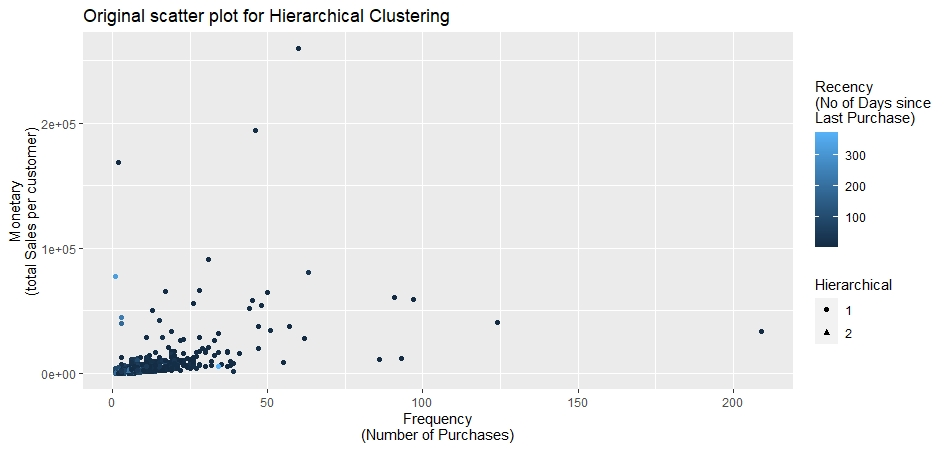 Original scatter plot for Hierarchical Clustering
Monetary
(total Sales per customer)
2e+05
1e+05
0e+00
0
50
100
150
200
Frequency
(Number of Purchases)
Recency
(No of Days since
Last Purchase)
300
200
100
Hierarchical
1
2